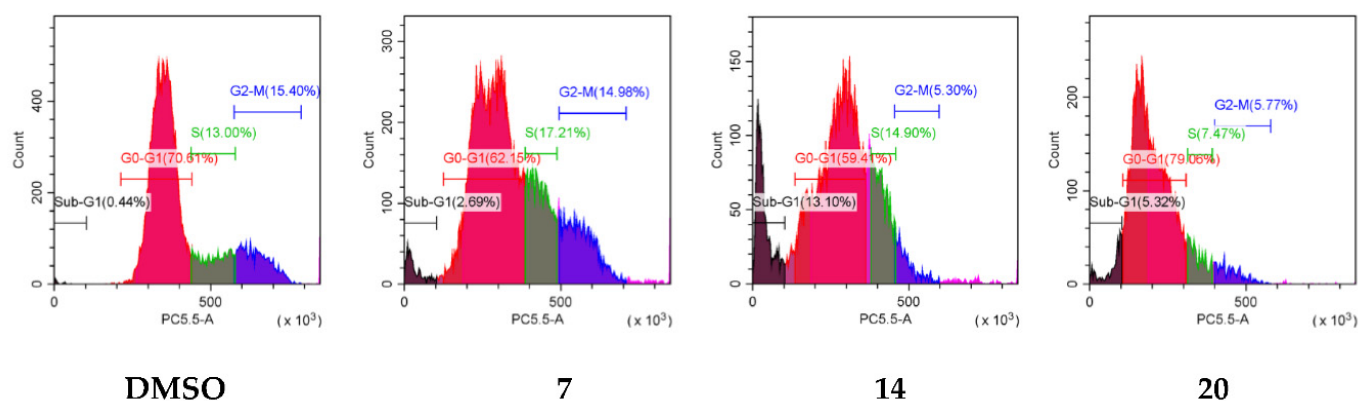 400
200
0
Count
G2-M(15.40%)
S(13.00%)
G0-G1(70.61%)
Sub-G1(0.44%)
0
500
PC5.5-A
(x 10³)
300
200
100
0
Count
G2-M(14.98%)
S(17.21%)
G0-G1(62.15%)
Sub-G1(2.69%)
0
500
PC5.5-A
(x 10³)
150
100
50
0
Count
G2-M(5.30%)
S(14.90%)
G0-G1(59.41%)
Sub-G1(13.10%)
0
500
PC5.5-A
(x 10³)
200
100
0
Count
G2-M(5.77%)
S(7.47%)
G0-G1(79.06%)
Sub-G1(5.32%)
0
500
PC5.5-A
(x 10³)
DMSO
7
14
20